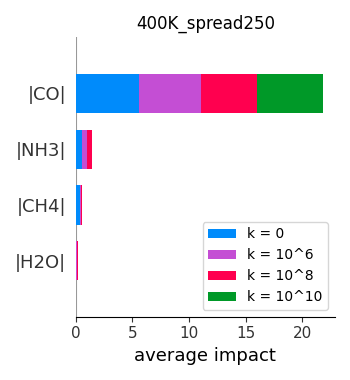 400K_spread250
|CO|
|NH3|
|CH4|
|H2O|
k = 0
k = 10^6
k = 10^8
k = 10^10
0 5 10 15 20
average impact